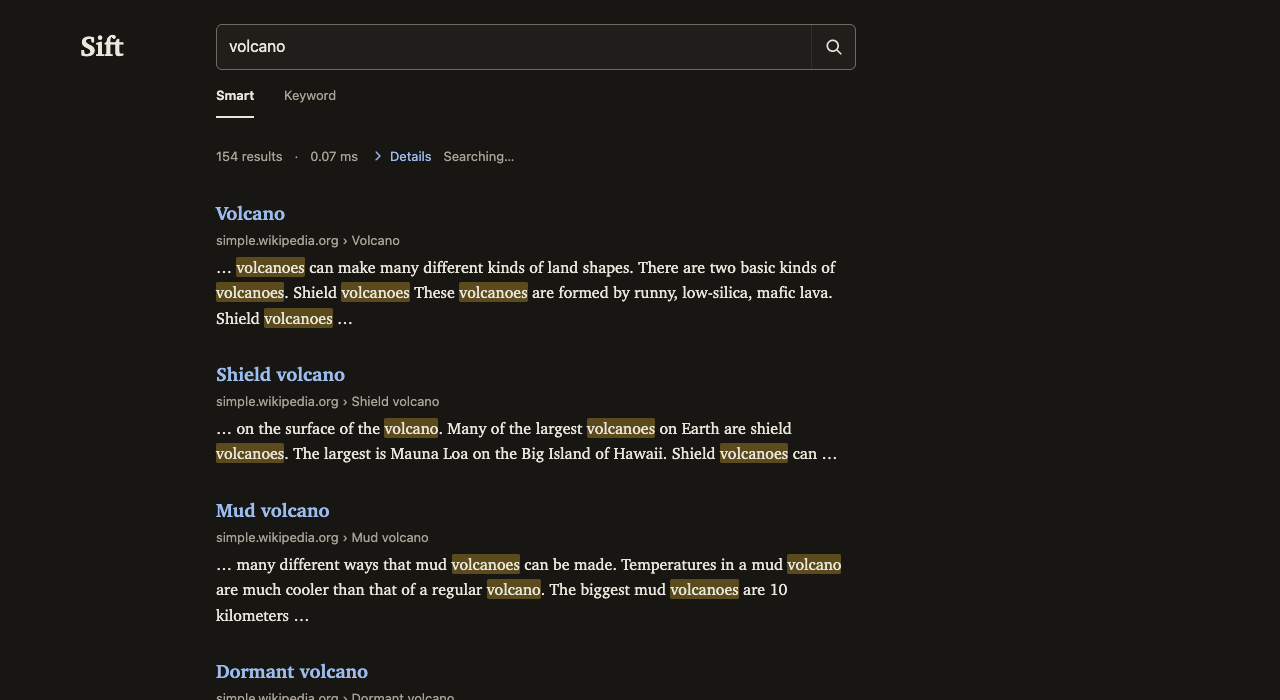 Sift
volcano
Smart Keyword
154 results · 0.07 ms Details Searching...
Volcano
simple.wikipedia.org › Volcano
… volcanoes can make many different kinds of land shapes. There are two basic kinds of
volcanoes. Shield volcanoes These volcanoes are formed by runny, low-silica, mafic lava.
Shield volcanoes …
Shield volcano
simple.wikipedia.org › Shield volcano
… on the surface of the volcano. Many of the largest volcanoes on Earth are shield
volcanoes. The largest is Mauna Loa on the Big Island of Hawaii. Shield volcanoes can …
Mud volcano
simple.wikipedia.org › Mud volcano
… many different ways that mud volcanoes can be made. Temperatures in a mud volcano
are much cooler than that of a regular volcano. The biggest mud volcanoes are 10
kilometers …
Dormant volcano
simple.wikipedia.org › Dormant volcano